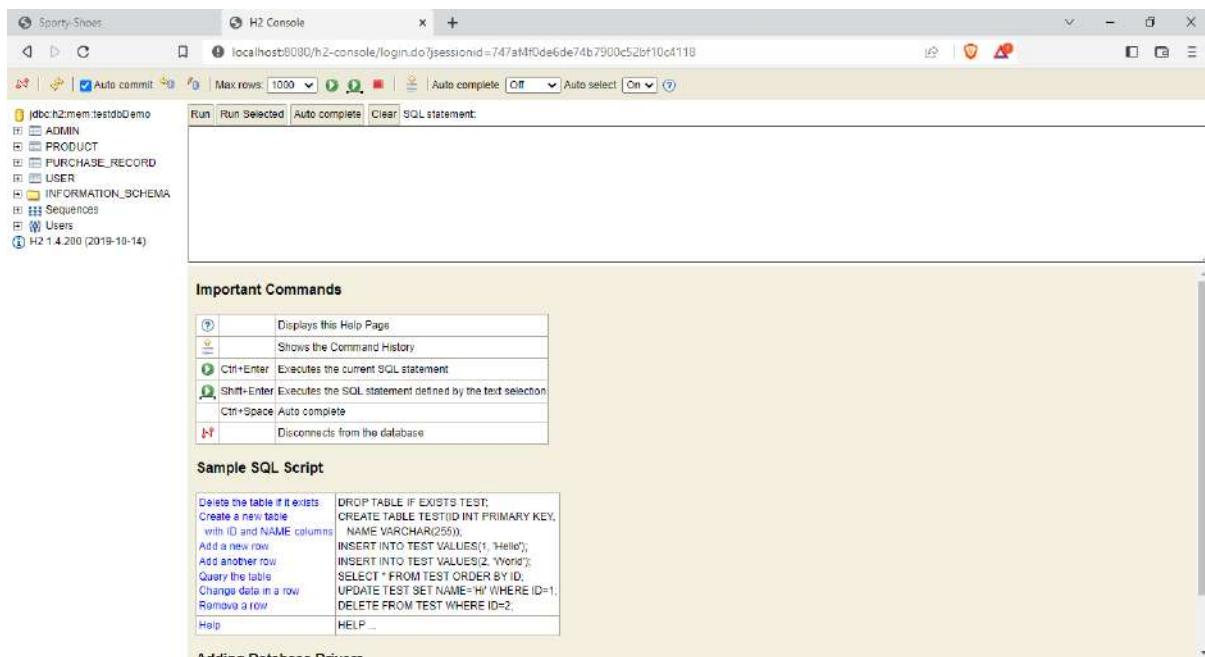 Sporty-Shoes
H2 Console
localhost:8080/h2-console/login.do?jsessionid=747af4f0de6de74b7900c52bf10c4118
Auto commit Max rows: 1000 Auto complete Off Auto select On
jdbc:h2:mem:testdbDemo
ADMIN
PRODUCT
PURCHASE_RECORD
USER
INFORMATION_SCHEMA
Sequences
Users
H2 1.4.200 (2019-10-14)
Run Run Selected Auto complete Clear SQL statement:
Important Commands
Displays this Help Page
Shows the Command History
Ctrl+Enter Executes the current SQL statement
Shift+Enter Executes the SQL statement defined by the text selection
Ctrl+Space Auto complete
Disconnects from the database
Sample SQL Script
Delete the table if it exists DROP TABLE IF EXISTS TEST;
Create a new table CREATE TABLE TEST(ID INT PRIMARY KEY,
with ID and NAME columns NAME VARCHAR(255));
Add a new row INSERT INTO TEST VALUES(1, 'Hello');
Add another row INSERT INTO TEST VALUES(2, 'World');
Query the table SELECT * FROM TEST ORDER BY ID;
Change data in a row UPDATE TEST SET NAME='Hi' WHERE ID=1;
Remove a row DELETE FROM TEST WHERE ID=2;
Help HELP ...
Adding Database Drivers